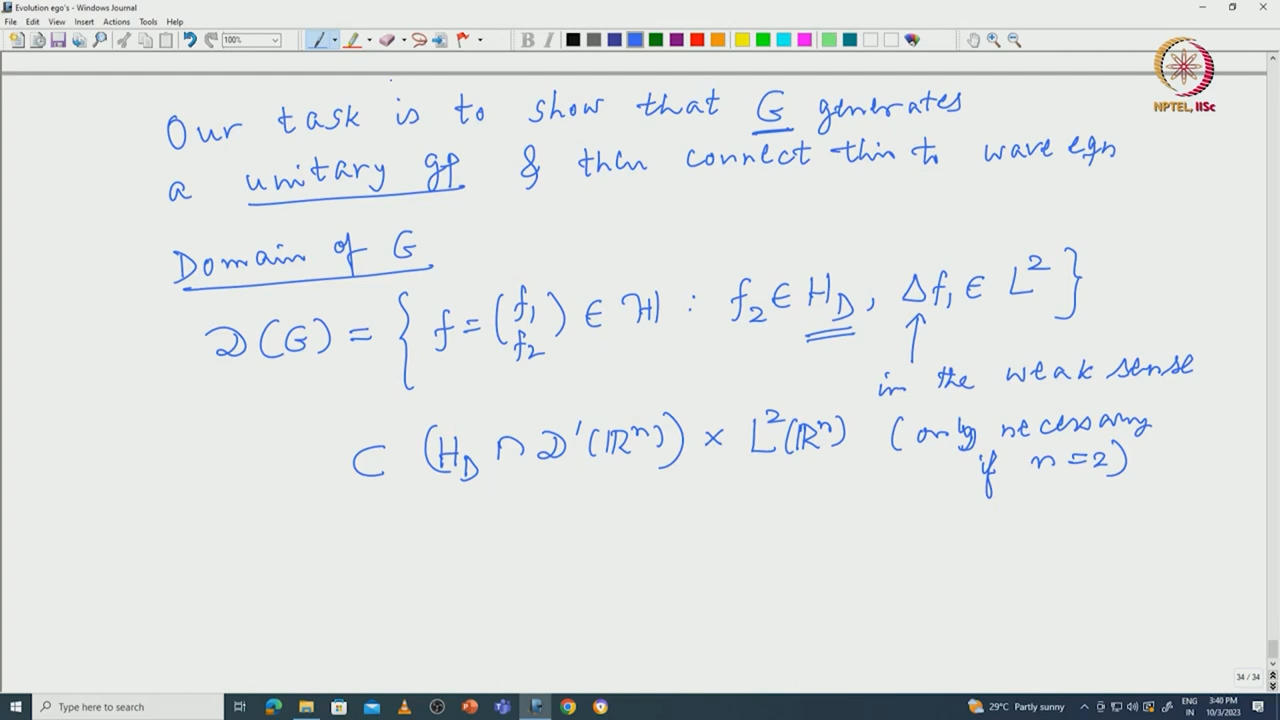 Evolution eqo's - Windows Journal
File Edit View Insert Actions Tools Help
100%
NPTEL, IISc
Our task is to show that G generates
a unitary gp & then connect this to wave eqn
Domain of G
D(G) = { f = (f₁ f₂) ∈ H : f₂ ∈ H_D, Δf₁ ∈ L² }
in the weak sense
⊂ (H_D ∩ D'(ℝⁿ)) × L²(ℝⁿ) (only necessary
if n = 2)
34 / 34
Type here to search
29°C Partly sunny
ENG
IN
3:40 PM
10/3/2023